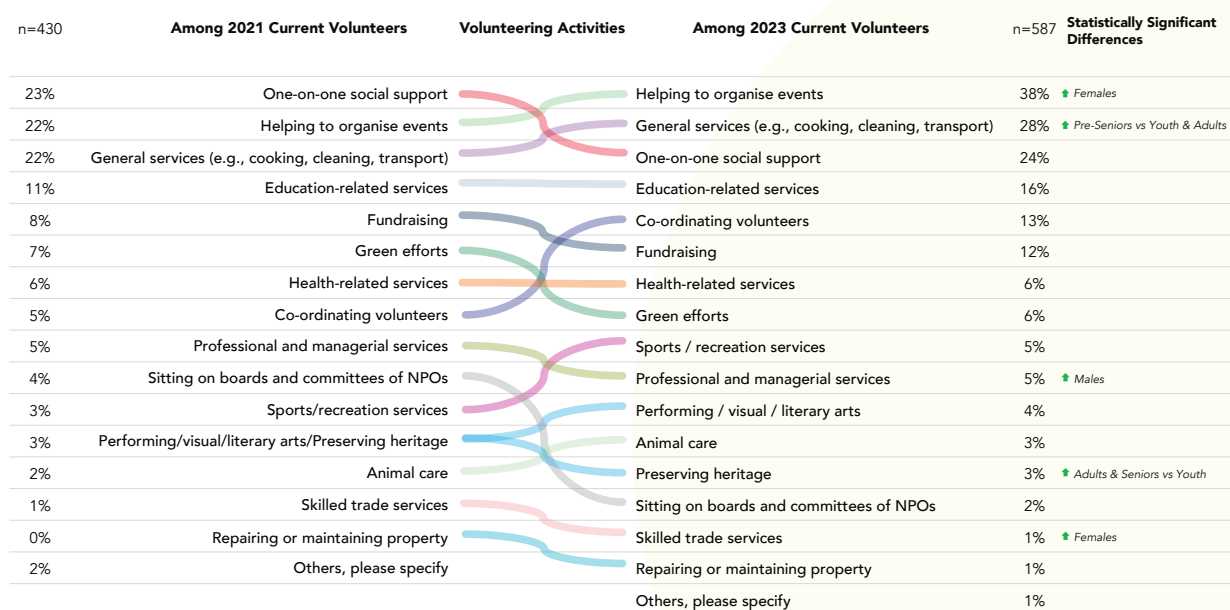 n=430 Among 2021 Current Volunteers Volunteering Activities Among 2023 Current Volunteers n=587 Statistically Significant
Differences
23% One-on-one social support Helping to organise events 38% Females
22% Helping to organise events General services (e.g., cooking, cleaning, transport) 28% Pre-Seniors vs Youth & Adults
22% General services (e.g., cooking, cleaning, transport) One-on-one social support 24%
11% Education-related services Education-related services 16%
8% Fundraising Co-ordinating volunteers 13%
7% Green efforts Fundraising 12%
6% Health-related services Health-related services 6%
5% Co-ordinating volunteers Green efforts 6%
5% Professional and managerial services Sports / recreation services 5%
4% Sitting on boards and committees of NPOs Professional and managerial services 5% Males
3% Sports/recreation services Performing / visual / literary arts 4%
3% Performing/visual/literary arts/Preserving heritage Animal care 3%
2% Animal care Preserving heritage 3% Adults & Seniors vs Youth
1% Skilled trade services Sitting on boards and committees of NPOs 2%
0% Repairing or maintaining property Skilled trade services 1% Females
2% Others, please specify Repairing or maintaining property 1%
Others, please specify 1%